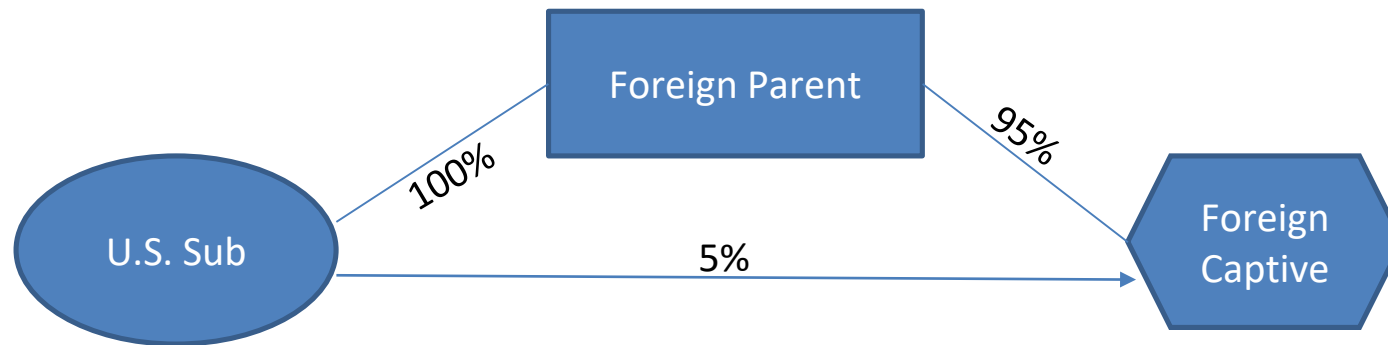 Foreign Parent
100%
95%
U.S. Sub
5%
Foreign
Captive